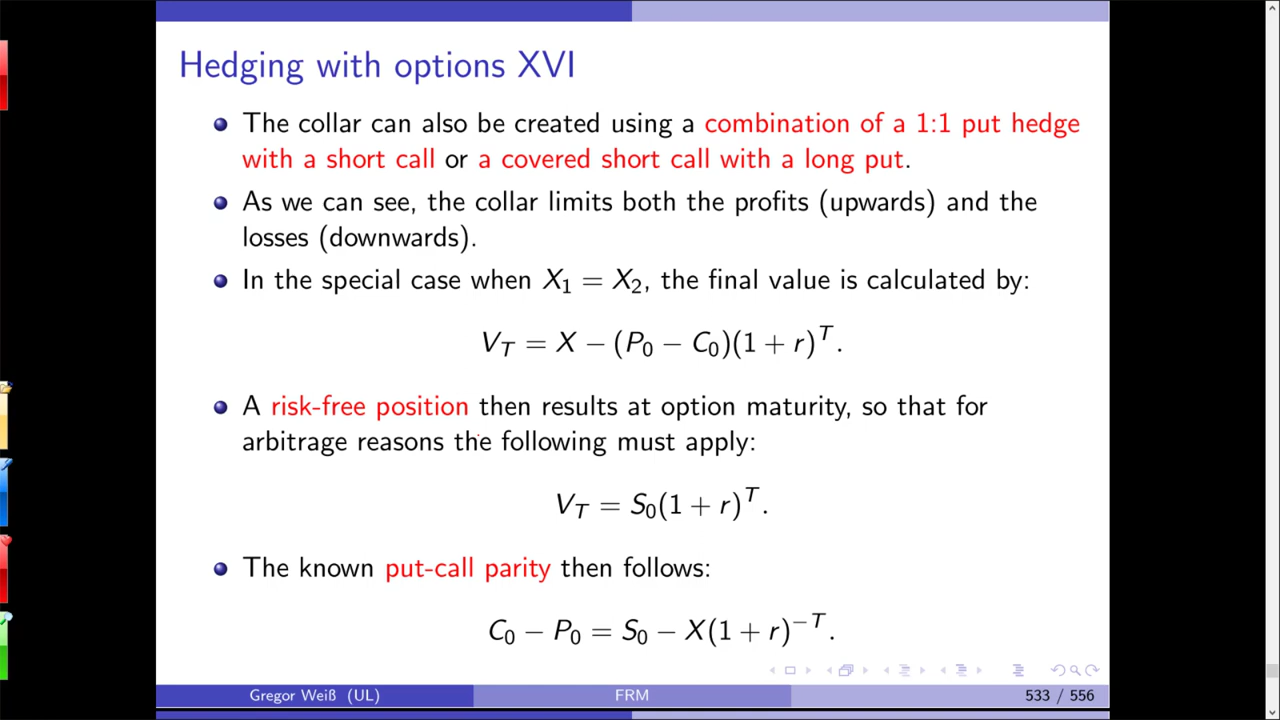 Hedging with options XVI
The collar can also be created using a combination of a 1:1 put hedge
with a short call or a covered short call with a long put.
As we can see, the collar limits both the profits (upwards) and the
losses (downwards).
In the special case when X₁ = X₂, the final value is calculated by:
V_T = X − (P₀ − C₀)(1 + r)^T.
A risk-free position then results at option maturity, so that for
arbitrage reasons the following must apply:
V_T = S₀(1 + r)^T.
The known put-call parity then follows:
C₀ − P₀ = S₀ − X(1 + r)^−T.
Gregor Weiß (UL) FRM 533 / 556